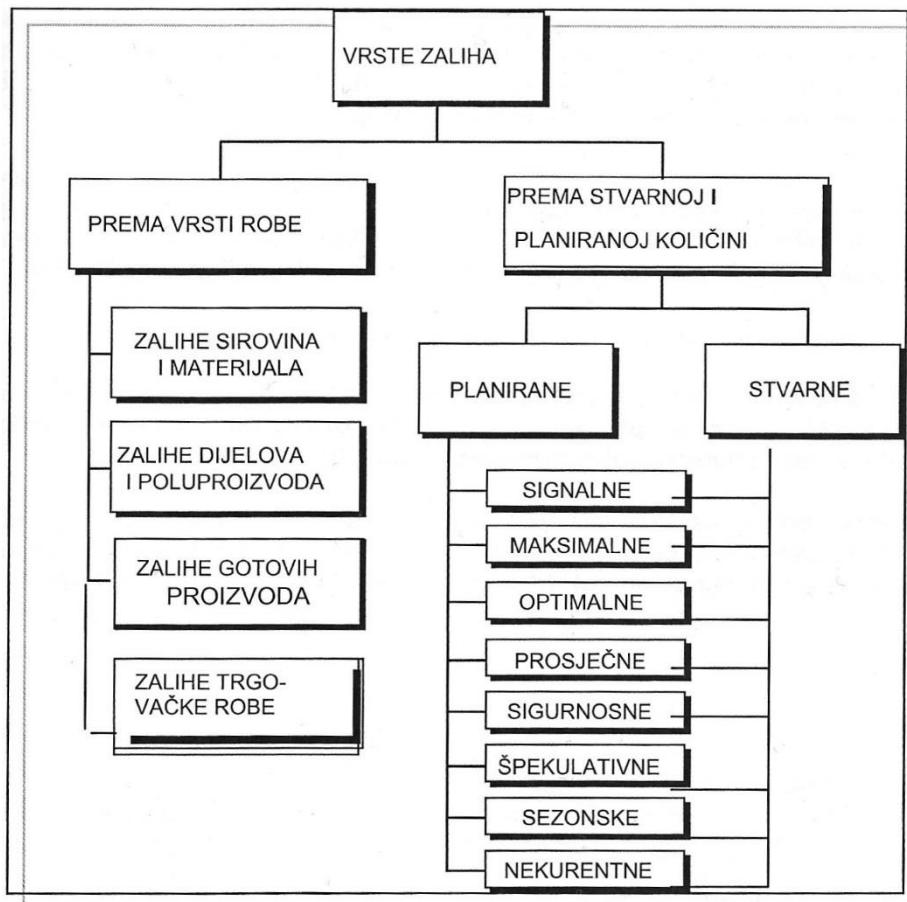 VRSTE ZALIHA
PREMA VRSTI ROBE
PREMA STVARNOJ I
PLANIRANOJ KOLIČINI
ZALIHE SIROVINA
I MATERIJALA
ZALIHE DIJELOVA
I POLUPROIZVODA
ZALIHE GOTOVIH
PROIZVODA
ZALIHE TRGO-
VAČKE ROBE
PLANIRANE
STVARNE
SIGNALNE
MAKSIMALNE
OPTIMALNE
PROSJEČNE
SIGURNOSNE
ŠPEKULATIVNE
SEZONSKE
NEKURENTNE